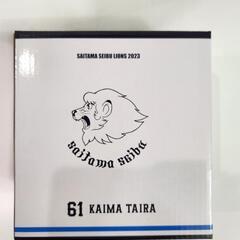 SAITAMA SEIBU LIONS 2023
saitama seibu
61 KAIMA TAIRA